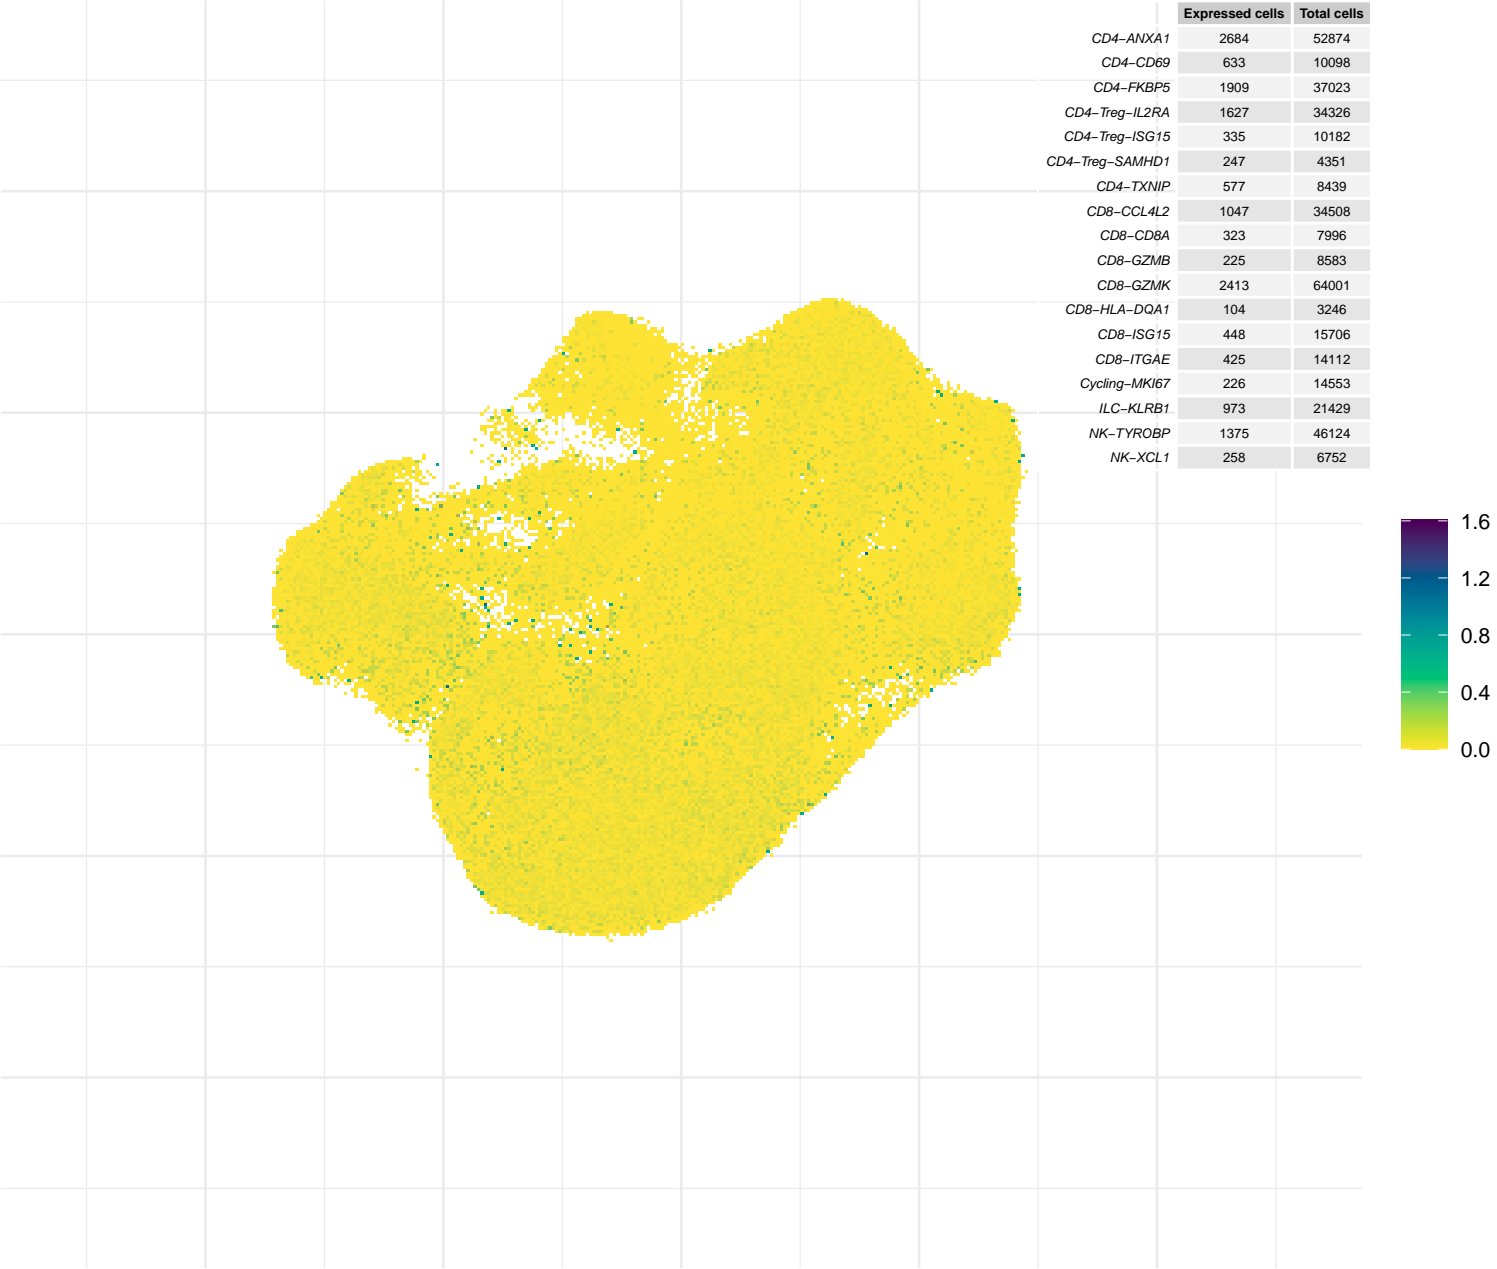 Expressed cells Total cells
CD4−ANXA1 2684 52874
CD4−CD69 633 10098
CD4−FKBP5 1909 37023
CD4−Treg−IL2RA 1627 34326
CD4−Treg−ISG15 335 10182
CD4−Treg−SAMHD1 247 4351
CD4−TXNIP 577 8439
CD8−CCL4L2 1047 34508
CD8−CD8A 323 7996
CD8−GZMB 225 8583
CD8−GZMK 2413 64001
CD8−HLA−DQA1 104 3246
CD8−ISG15 448 15706
CD8−ITGAE 425 14112
Cycling−MKI67 226 14553
ILC−KLRB1 973 21429
NK−TYROBP 1375 46124
NK−XCL1 258 6752
1.6
1.2
0.8
0.4
0.0